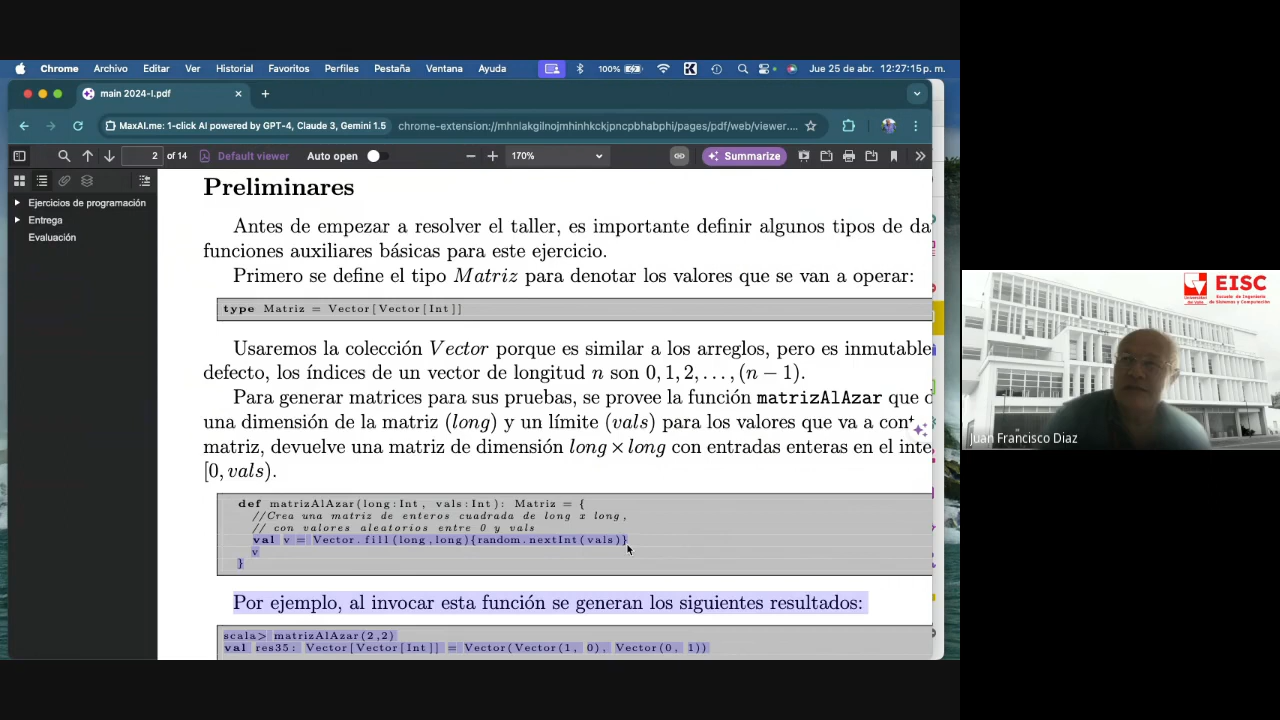 Chrome Archivo Editar Ver Historial Favoritos Perfiles Pestaña Ventana Ayuda 100% Jue 25 de abr. 12:27:15 p. m.
main 2024-I.pdf
MaxAI.me: 1-click AI powered by GPT-4, Claude 3, Gemini 1.5 chrome-extension://mhnlakgilnojmhinhkckjpncpbhabphi/pages/pdf/web/viewer....
2 of 14 Default viewer Auto open 170% Summarize
Ejercicios de programación
Entrega
Evaluación
Preliminares
Antes de empezar a resolver el taller, es importante definir algunos tipos de da
funciones auxiliares básicas para este ejercicio.
Primero se define el tipo Matriz para denotar los valores que se van a operar:
type Matriz = Vector[Vector[Int]]
Usaremos la colección Vector porque es similar a los arreglos, pero es inmutable
defecto, los índices de un vector de longitud n son 0, 1, 2, . . . , (n − 1).
Para generar matrices para sus pruebas, se provee la función matrizAlAzar que d
una dimensión de la matriz (long) y un límite (vals) para los valores que va a cont
matriz, devuelve una matriz de dimensión long × long con entradas enteras en el inte
[0, vals).
def matrizAlAzar(long:Int, vals:Int): Matriz = {
//Crea una matriz de enteros cuadrada de long x long,
// con valores aleatorios entre 0 y vals
val v = Vector.fill(long,long){random.nextInt(vals)}
v
}
Por ejemplo, al invocar esta función se generan los siguientes resultados:
scala> matrizAlAzar(2,2)
val res35: Vector[Vector[Int]] = Vector(Vector(1, 0), Vector(0, 1))
EISC
Juan Francisco Diaz